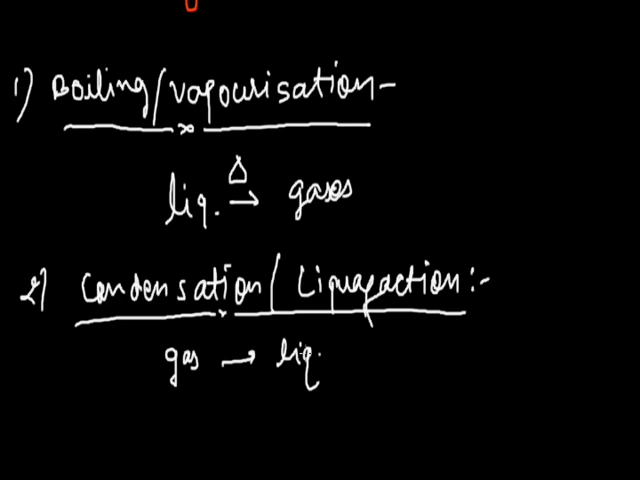 1) Boiling/vapourisation-
liq. Δ→ gases
2) Condensation/Liquefaction:-
gas → liq.